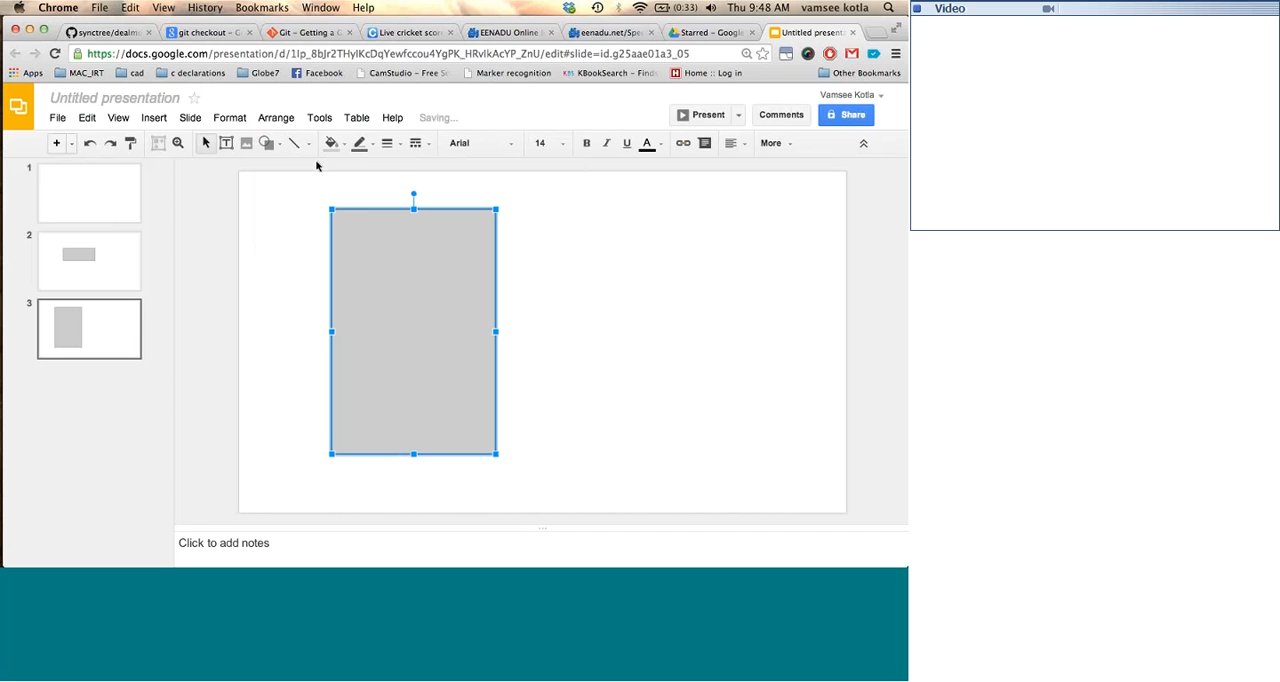 Chrome File Edit View History Bookmarks Window Help (0:33) Thu 9:48 AM vamsee kotla
Video
synctree/dealm git checkout - G Git – Getting a G Live cricket score EENADU Online eenadu.net/Spe Starred – Google Untitled present
https://docs.google.com/presentation/d/1lp_8bJr2THylKcDqYewfccou4YgPK_HRvlkAcYP_ZnU/edit#slide=id.g25aae01a3_05
Apps MAC_IRT cad c declarations Globe7 Facebook CamStudio – Free S Marker recognition KBookSearch – Find Home :: Log in Other Bookmarks
Untitled presentation Vamsee Kotla
File Edit View Insert Slide Format Arrange Tools Table Help Saving... Present Comments Share
Arial 14 B I U A More
1
2
3
Click to add notes